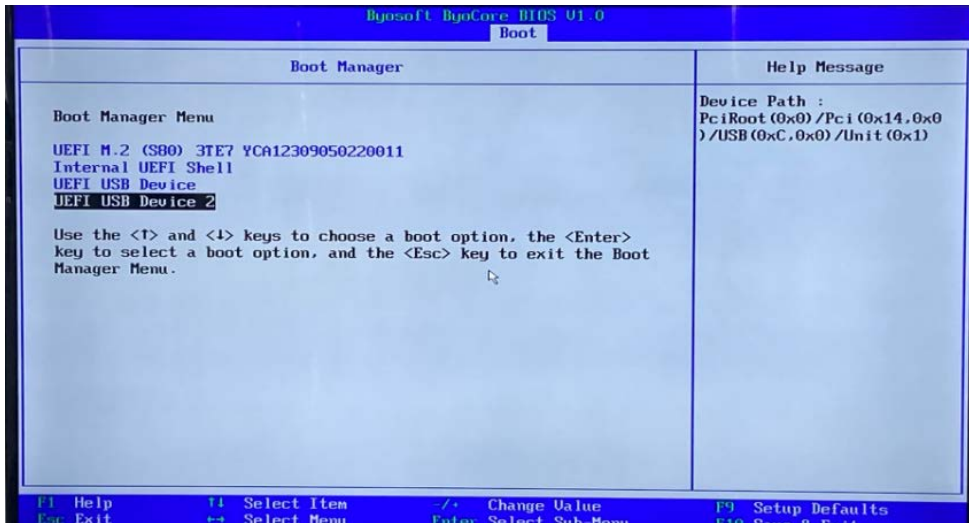 Byosoft ByoCore BIOS V1.0
Boot
Boot Manager
Help Message
Boot Manager Menu
UEFI M.2 (S80) 3TE7 YCA12309050220011
Internal UEFI Shell
UEFI USB Device
UEFI USB Device 2
Use the <↑> and <↓> keys to choose a boot option, the <Enter>
key to select a boot option, and the <Esc> key to exit the Boot
Manager Menu.
Device Path :
PciRoot(0x0)/Pci(0x14,0x0
)/USB(0xC,0x0)/Unit(0x1)
F1 Help ↑↓ Select Item -/+ Change Value F9 Setup Defaults
Esc Exit ←→ Select Menu Enter Select Sub-Menu F10 Save & Exit